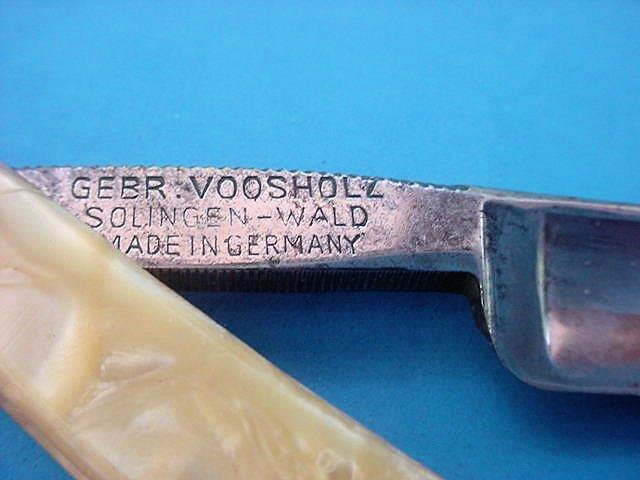 GEBR. VOOSHOLZ
SOLINGEN-WALD
MADE IN GERMANY